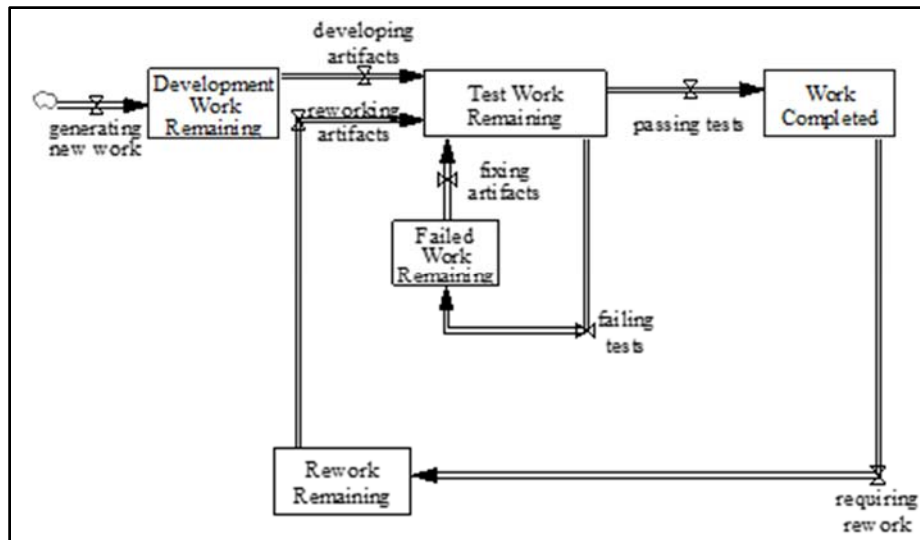 developing
artifacts
Development
Work
Remaining
generating
new work
reworking
artifacts
Test Work
Remaining
passing tests
Work
Completed
fixing
artifacts
Failed
Work
Remaining
failing
tests
Rework
Remaining
requiring
rework